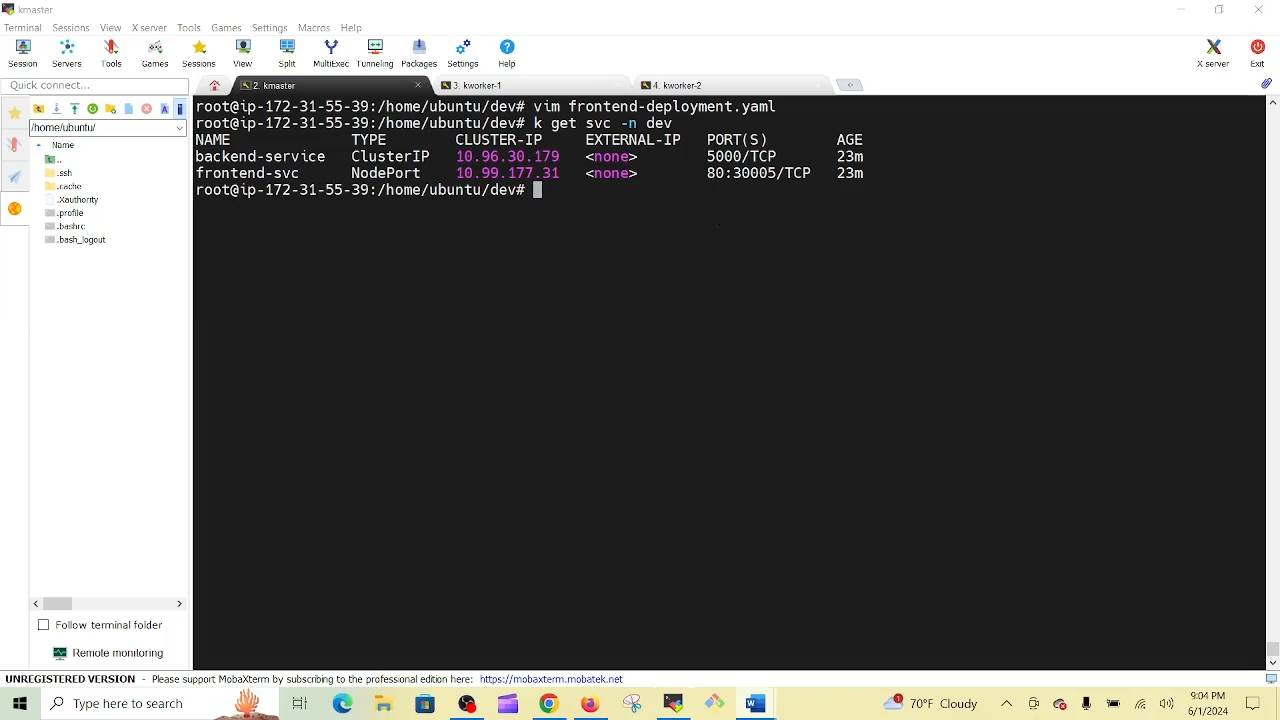 kmaster
Terminal Sessions View X server Tools Games Settings Macros Help
Session Servers Tools Games Sessions View Split MultiExec Tunneling Packages Settings Help X server Exit
Quick connect...
2. kmaster
3. kworker-1
4. kworker-2
/home/ubuntu/
Name
..
.ssh
.cache
.Xauthority
.profile
.bashrc
.bash_logout
root@ip-172-31-55-39:/home/ubuntu/dev# vim frontend-deployment.yaml
root@ip-172-31-55-39:/home/ubuntu/dev# k get svc -n dev
NAME TYPE CLUSTER-IP EXTERNAL-IP PORT(S) AGE
backend-service ClusterIP 10.96.30.179 <none> 5000/TCP 23m
frontend-svc NodePort 10.99.177.31 <none> 80:30005/TCP 23m
root@ip-172-31-55-39:/home/ubuntu/dev#
Follow terminal folder
Remote monitoring
UNREGISTERED VERSION - Please support MobaXterm by subscribing to the professional edition here: https://mobaxterm.mobatek.net
Type here to search
1
70°F Cloudy
9:04 PM
6/1/2024